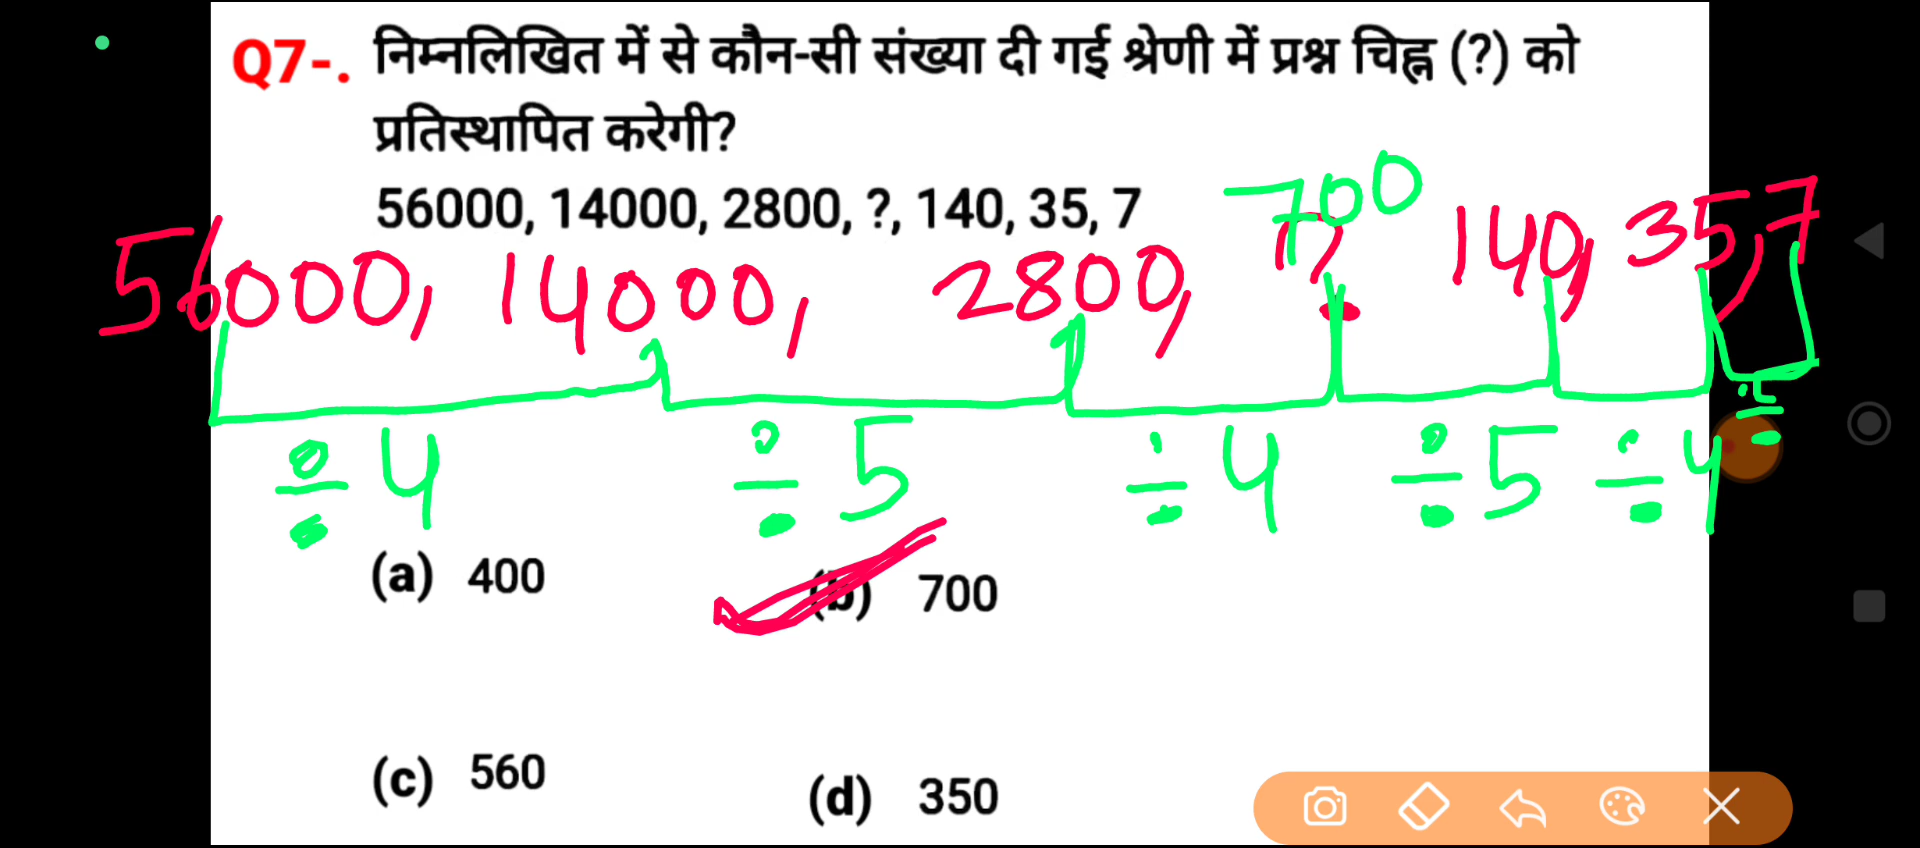 Q7-. निम्नलिखित में से कौन-सी संख्या दी गई श्रेणी में प्रश्न चिह्न (?) को
प्रतिस्थापित करेगी?
56000, 14000, 2800, ?, 140, 35, 7
700
56000, 14000, 2800, ? 140, 35, 7
÷4 ÷5 ÷4 ÷5 ÷4 ÷5
(a) 400 (b) 700
(c) 560 (d) 350